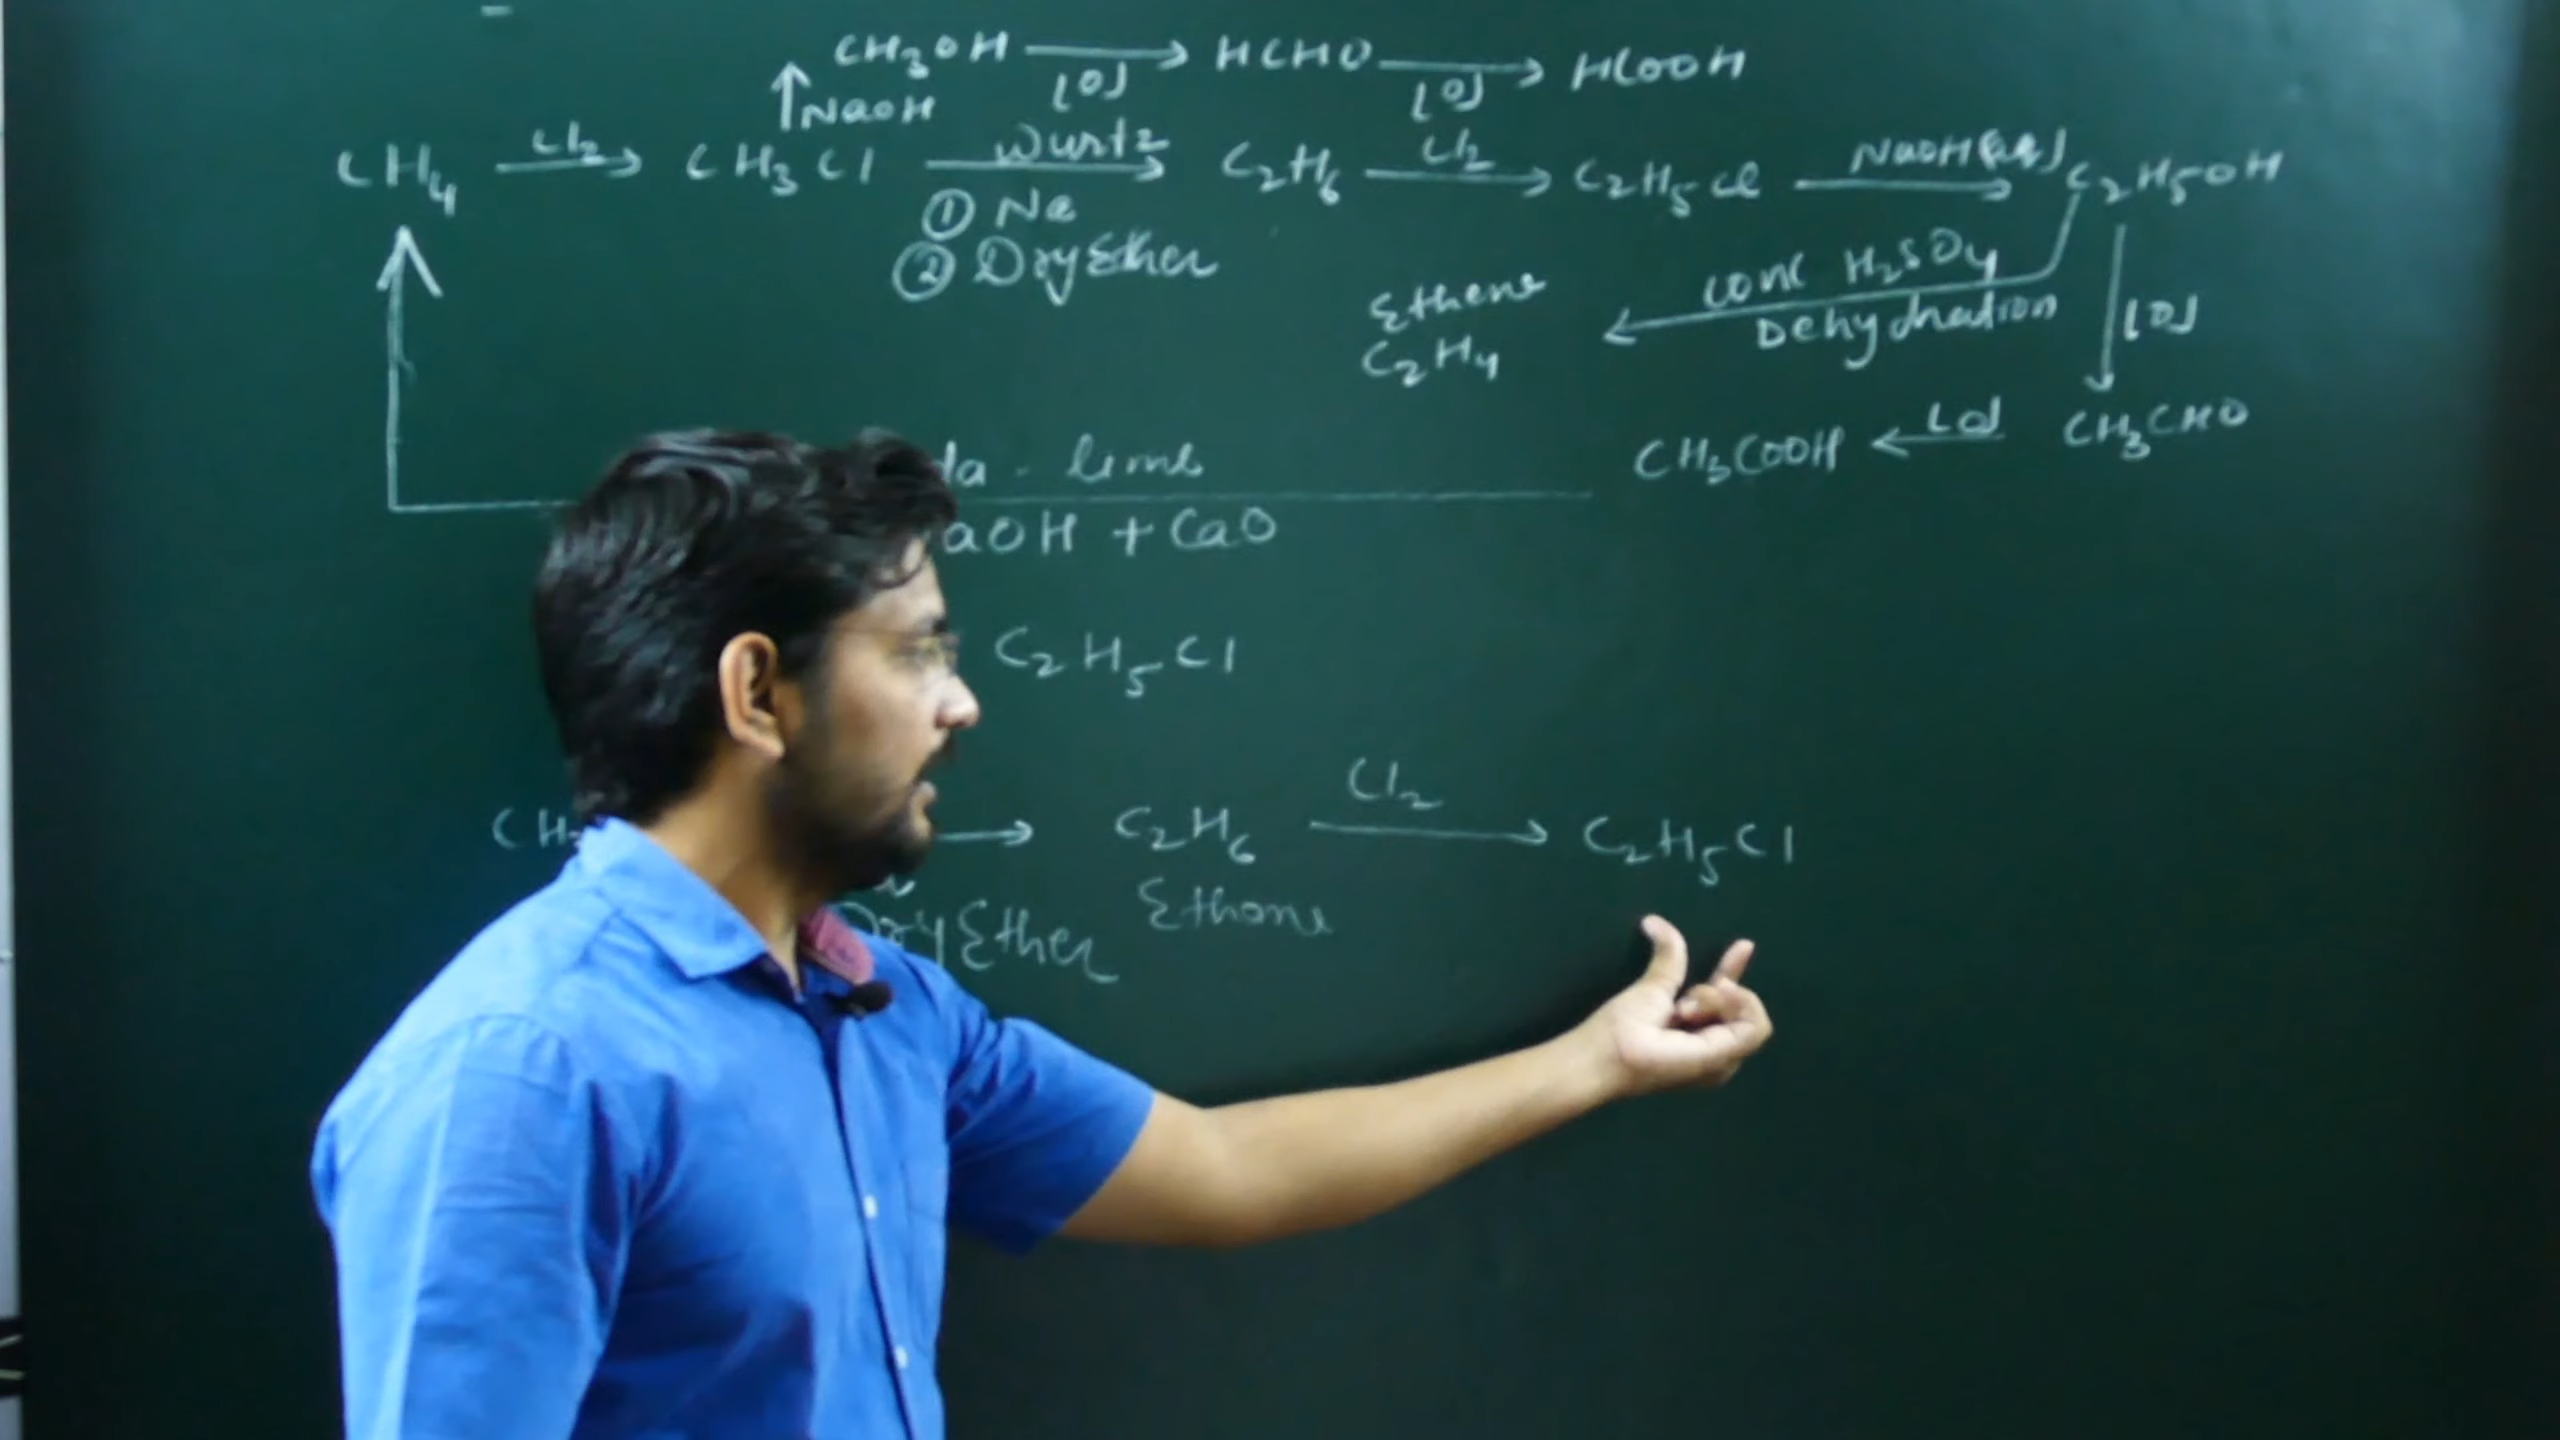 CH3OH → [O] HCHO → [O] HCOOH
↑ NaOH
CH4 → Cl2 CH3Cl → Wurtz C2H6 → Cl2 C2H5Cl → NaOH(aq) C2H5OH
① Na
② Dry Ether
conc H2SO4
Dehydration
Ethene
C2H4
[O]
CH3COOH ← [O] CH3CHO
da - lime
aOH + CaO
C2H5Cl
CH → C2H6 → Cl2 C2H5Cl
Dry Ether Ethane